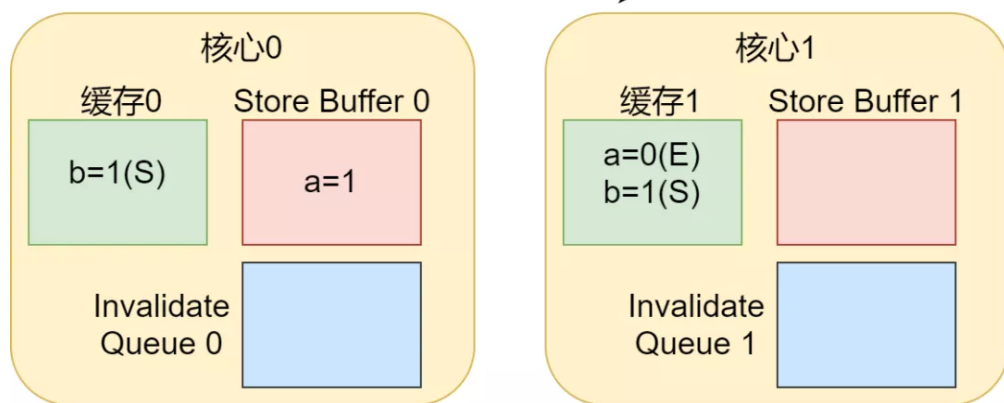 核心0
缓存0
Store Buffer 0
b=1(S)
a=1
Invalidate
Queue 0
核心1
缓存1
Store Buffer 1
a=0(E)
b=1(S)
Invalidate
Queue 1